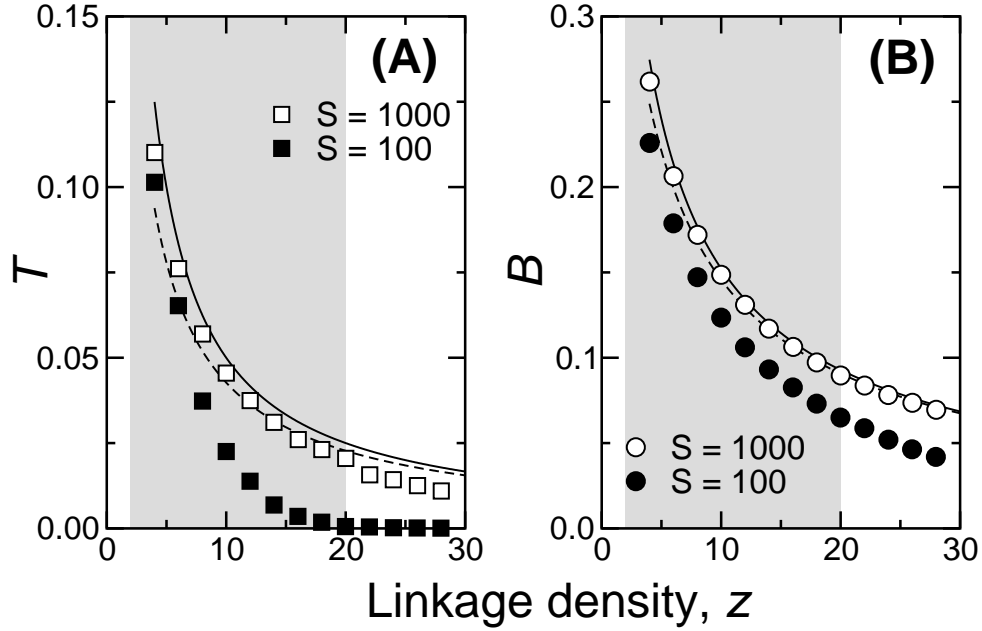 (A)
S = 1000
S = 100
T
0.15
0.10
0.05
0.00
0 10 20 30
(B)
B
0.3
0.2
0.1
0.0
S = 1000
S = 100
0 10 20 30
Linkage density, z